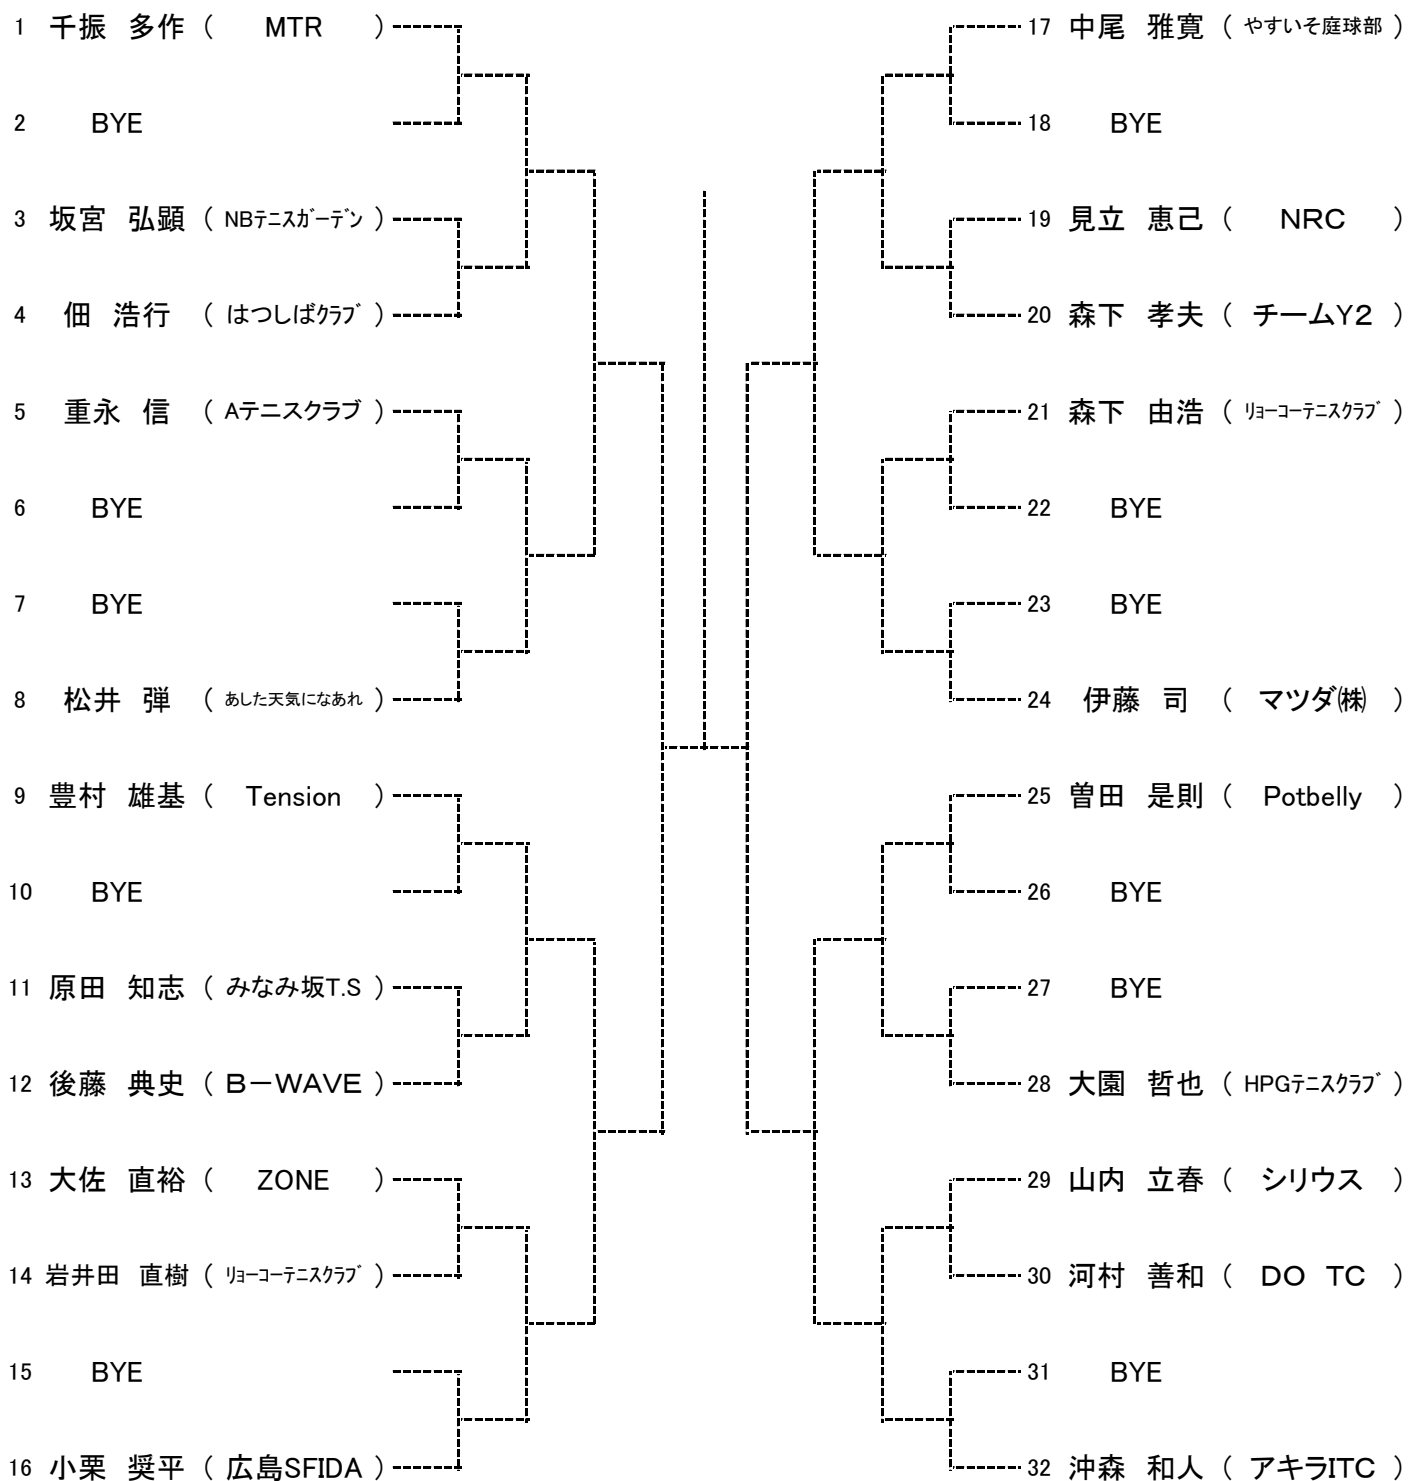 1 千振 多作 ( MTR )
2 BYE
3 坂宮 弘顕 ( NBﾃﾆｽｶﾞｰﾃﾞﾝ )
4 佃 浩行 ( はつしばｸﾗﾌﾞ )
5 重永 信 ( Aテニスクラブ )
6 BYE
7 BYE
8 松井 弾 ( あした天気になあれ )
9 豊村 雄基 ( Tension )
10 BYE
11 原田 知志 ( みなみ坂T.S )
12 後藤 典史 ( B－WAVE )
13 大佐 直裕 ( ZONE )
14 岩井田 直樹 ( ﾘｮｰｺｰﾃﾆｽｸﾗﾌﾞ )
15 BYE
16 小栗 奨平 ( 広島SFIDA )
17 中尾 雅寛 ( やすいそ庭球部 )
18 BYE
19 見立 恵己 ( NRC )
20 森下 孝夫 ( チームY2 )
21 森下 由浩 ( ﾘｮｰｺｰﾃﾆｽｸﾗﾌﾞ )
22 BYE
23 BYE
24 伊藤 司 ( マツダ㈱ )
25 曽田 是則 ( Potbelly )
26 BYE
27 BYE
28 大園 哲也 ( HPGﾃﾆｽｸﾗﾌﾞ )
29 山内 立春 ( シリウス )
30 河村 善和 ( DO TC )
31 BYE
32 沖森 和人 ( アキラITC )